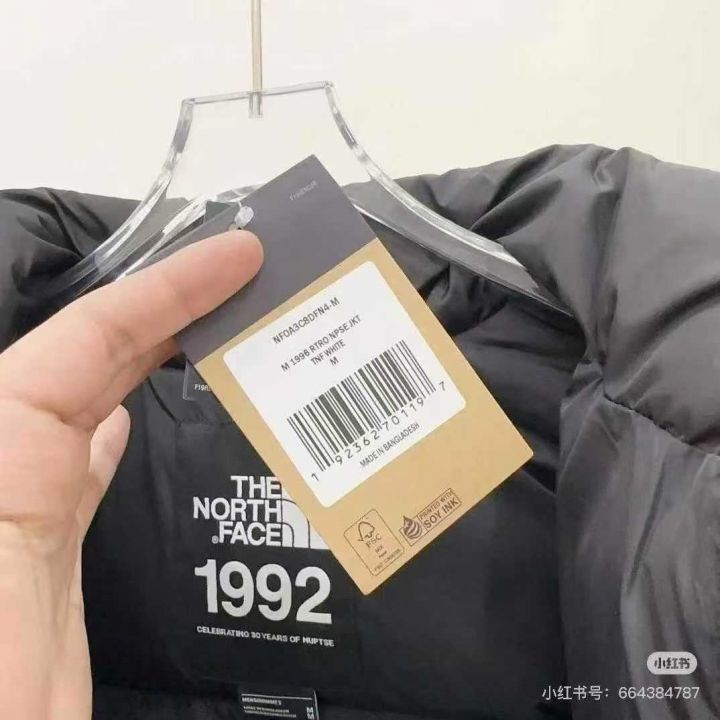 NF0A3C8DFN4-M
M 1996 RTRO NPSE JKT
TNF WHITE
M
1 92362 70119 7
MADE IN BANGLADESH
FSC
MIX
PRINTED WITH
SOY INK
THE
NORTH
FACE
1992
CELEBRATING 30 YEARS OF NUPTSE
M
小红书
小红书号：664384787